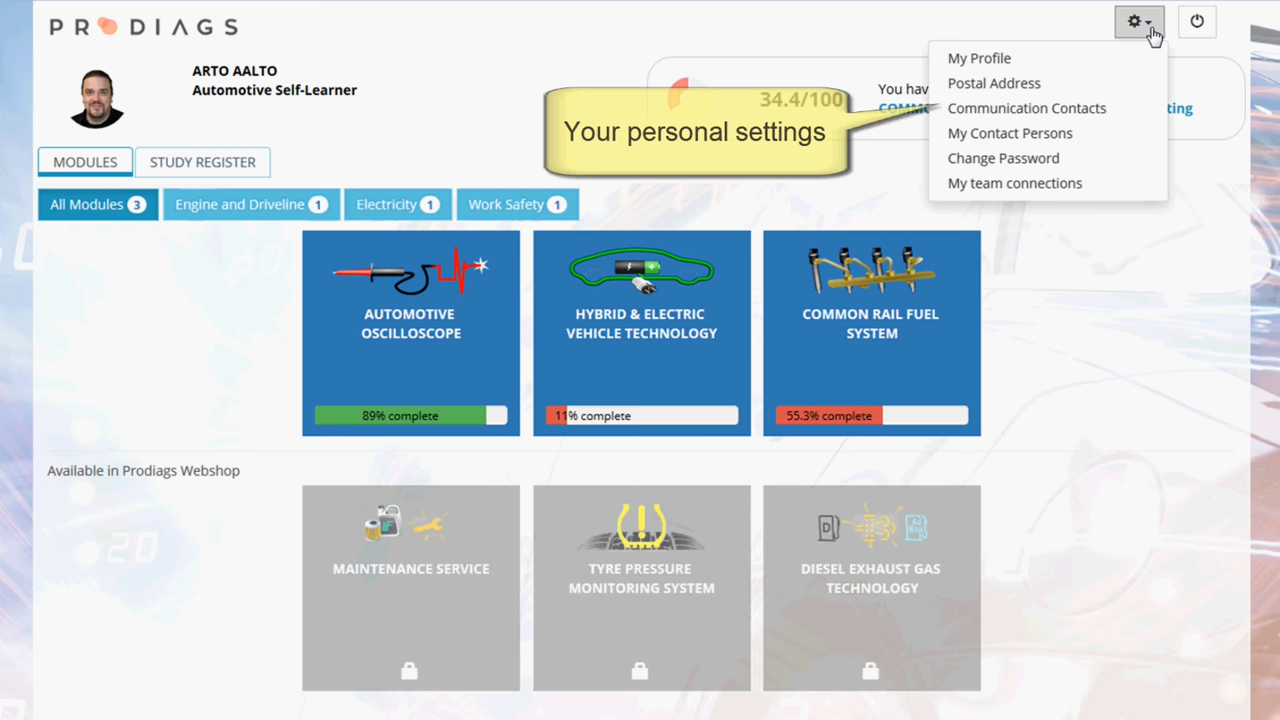 PRODIAGS
ARTO AALTO
Automotive Self-Learner
34.4/100
You hav
ting
Your personal settings
My Profile
Postal Address
Communication Contacts
My Contact Persons
Change Password
My team connections
MODULES
STUDY REGISTER
All Modules 3
Engine and Driveline 1
Electricity 1
Work Safety 1
AUTOMOTIVE
OSCILLOSCOPE
89% complete
HYBRID & ELECTRIC
VEHICLE TECHNOLOGY
11% complete
COMMON RAIL FUEL
SYSTEM
55.3% complete
Available in Prodiags Webshop
MAINTENANCE SERVICE
TYRE PRESSURE
MONITORING SYSTEM
D
Ad
Blue
DIESEL EXHAUST GAS
TECHNOLOGY
20